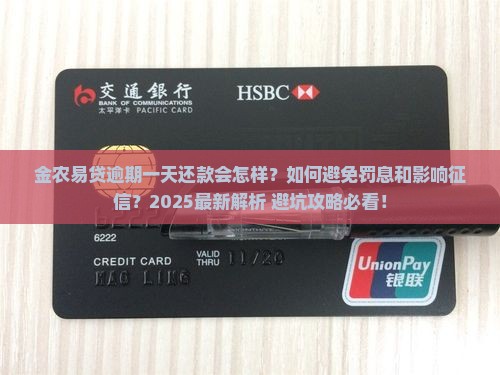 交通銀行
BANK OF COMMUNICATIONS
太平洋卡 PACIFIC CARD
HSBC
金农易贷逾期一天还款会怎样？如何避免罚息和影响征
信？2025最新解析 避坑攻略必看！
6222
CREDIT CARD
VALID THRU 11/20
MAO LING
UnionPay
银联